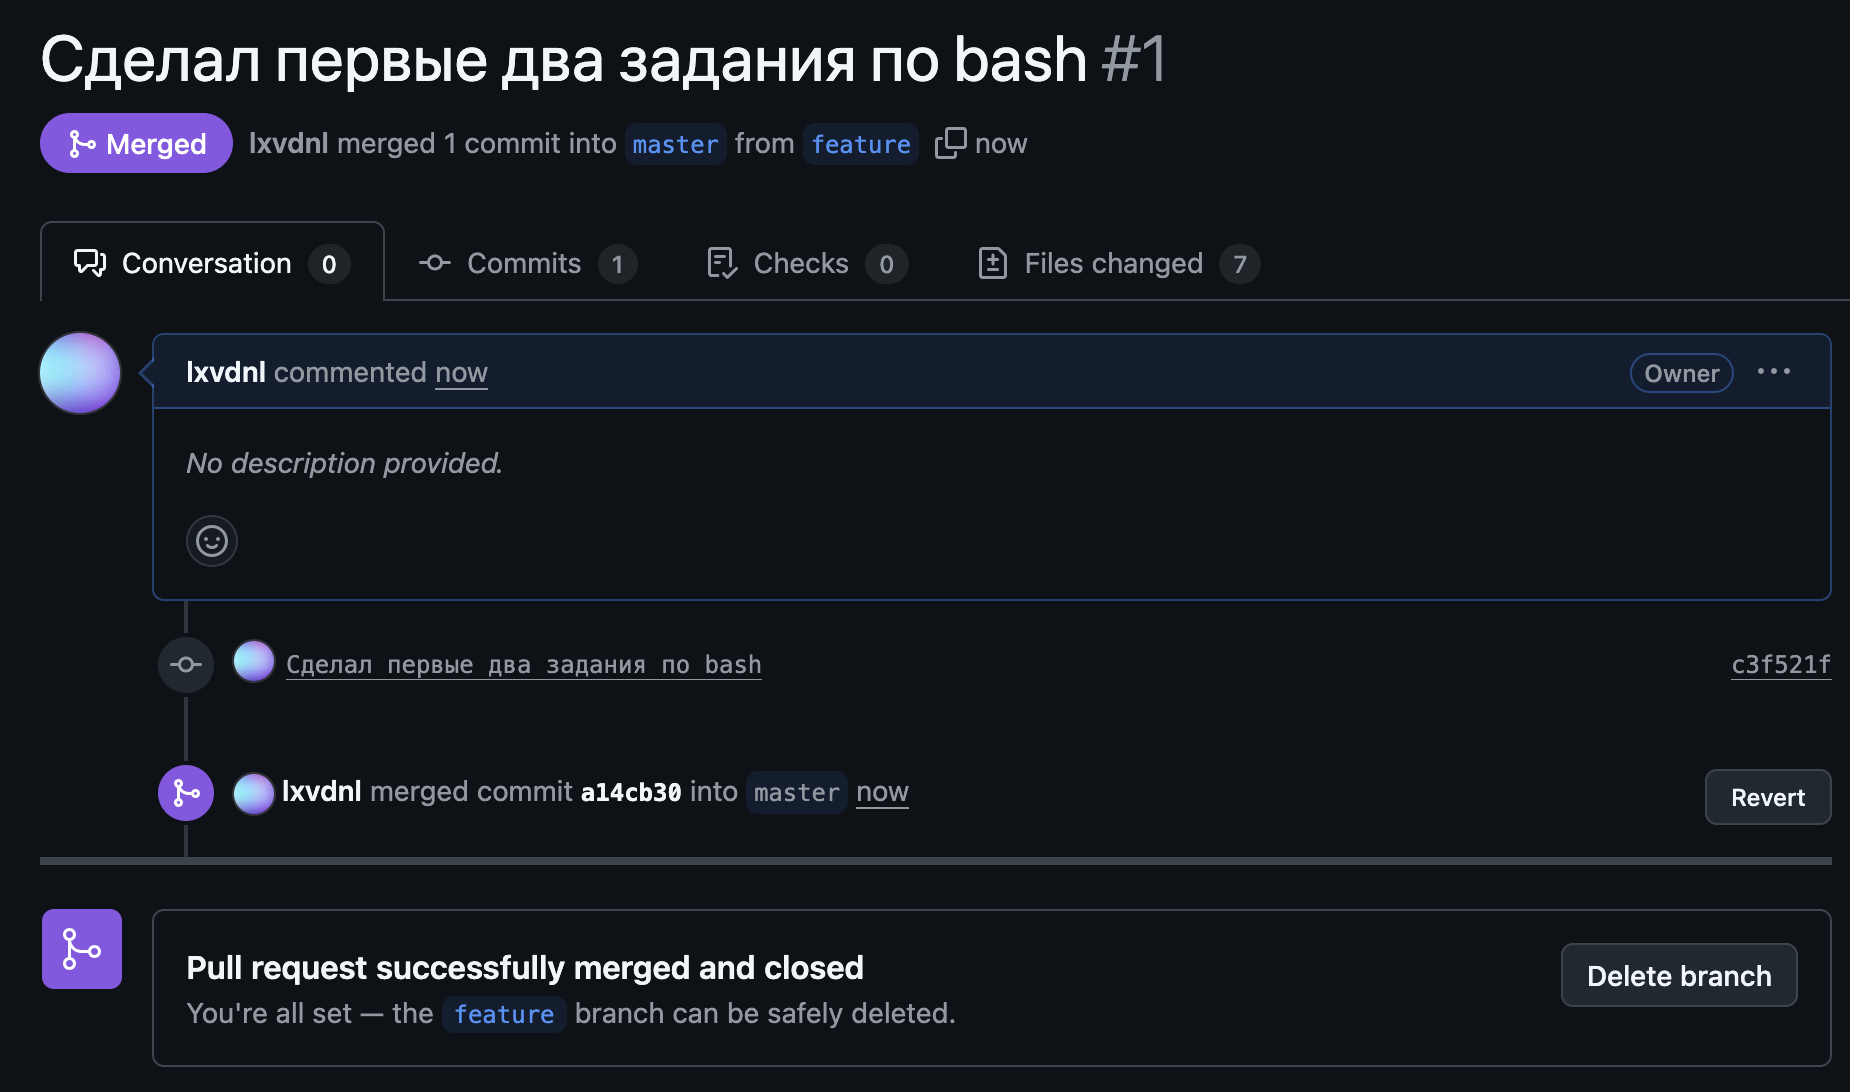 Сделал первые два задания по bash #1
Merged lxvdnl merged 1 commit into master from feature now
Conversation 0 Commits 1 Checks 0 Files changed 7
lxvdnl commented now Owner
No description provided.
Сделал первые два задания по bash c3f521f
lxvdnl merged commit a14cb30 into master now Revert
Pull request successfully merged and closed
Delete branch
You're all set — the feature branch can be safely deleted.